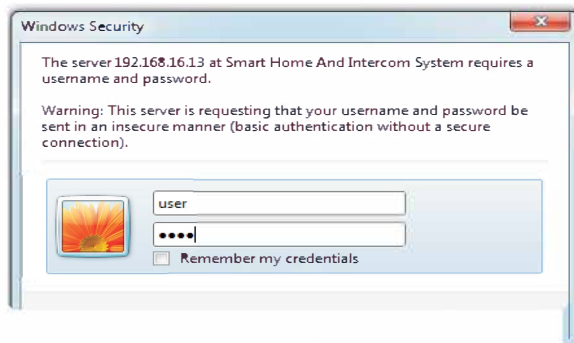 Windows Security
The server 192.168.16.13 at Smart Home And Intercom System requires a
username and password.
Warning: This server is requesting that your username and password be
sent in an insecure manner (basic authentication without a secure
connection).
user
••••
Remember my credentials